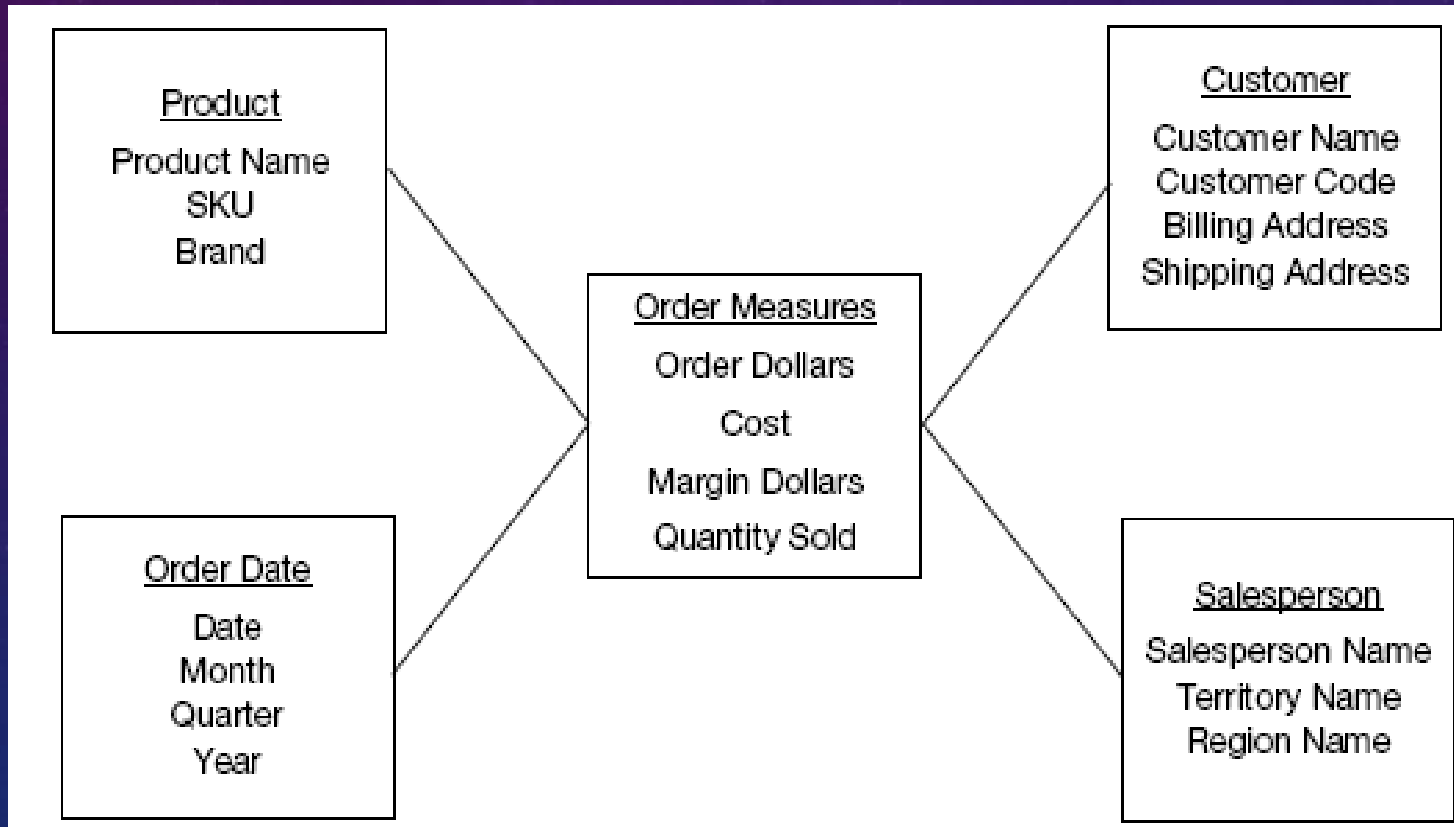 Product
Product Name
SKU
Brand
Customer
Customer Name
Customer Code
Billing Address
Shipping Address
Order Measures
Order Dollars
Cost
Margin Dollars
Quantity Sold
Order Date
Date
Month
Quarter
Year
Salesperson
Salesperson Name
Territory Name
Region Name